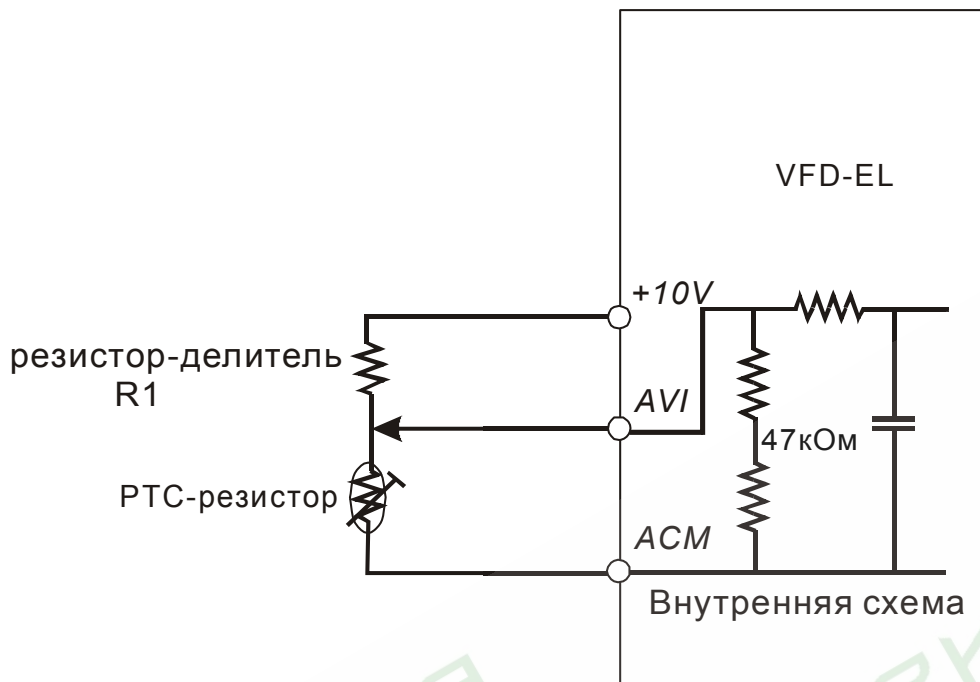 VFD-EL
+10V
резистор-делитель
R1
AVI
47кОм
PTC-резистор
ACM
Внутренняя схема